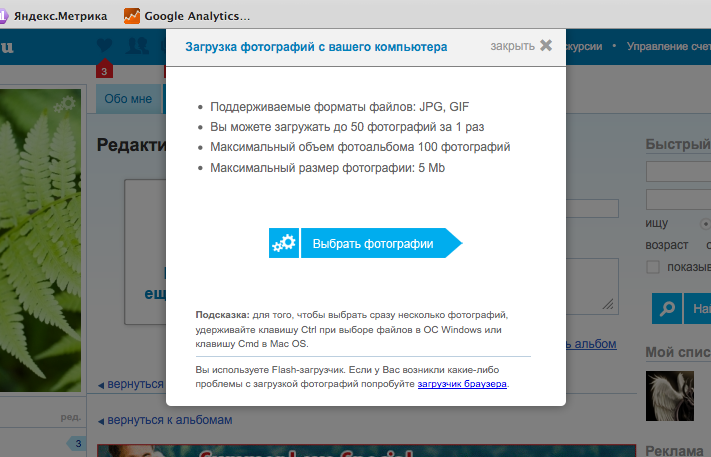 Яндекс.Метрика
Google Analytics...
u
Загрузка фотографий с вашего компьютера
закрыть
скурсии • Управление счет
3
Обо мне
Редакти
Быстрый
• Поддерживаемые форматы файлов: JPG, GIF
• Вы можете загружать до 50 фотографий за 1 раз
• Максимальный объем фотоальбома 100 фотографий
• Максимальный размер фотографии: 5 Mb
ищу
возраст с
показыв
Выбрать фотографии
ещ
На
Подсказка: для того, чтобы выбрать сразу несколько фотографий,
удерживайте клавишу Ctrl при выборе файлов в ОС Windows или
клавишу Cmd в Mac OS.
ь альбом
Мой спис
Вы используете Flash-загрузчик. Если у Вас возникли какие-либо
проблемы с загрузкой фотографий попробуйте загрузчик браузера.
вернуться
ред.
вернуться к альбомам
3
Реклама